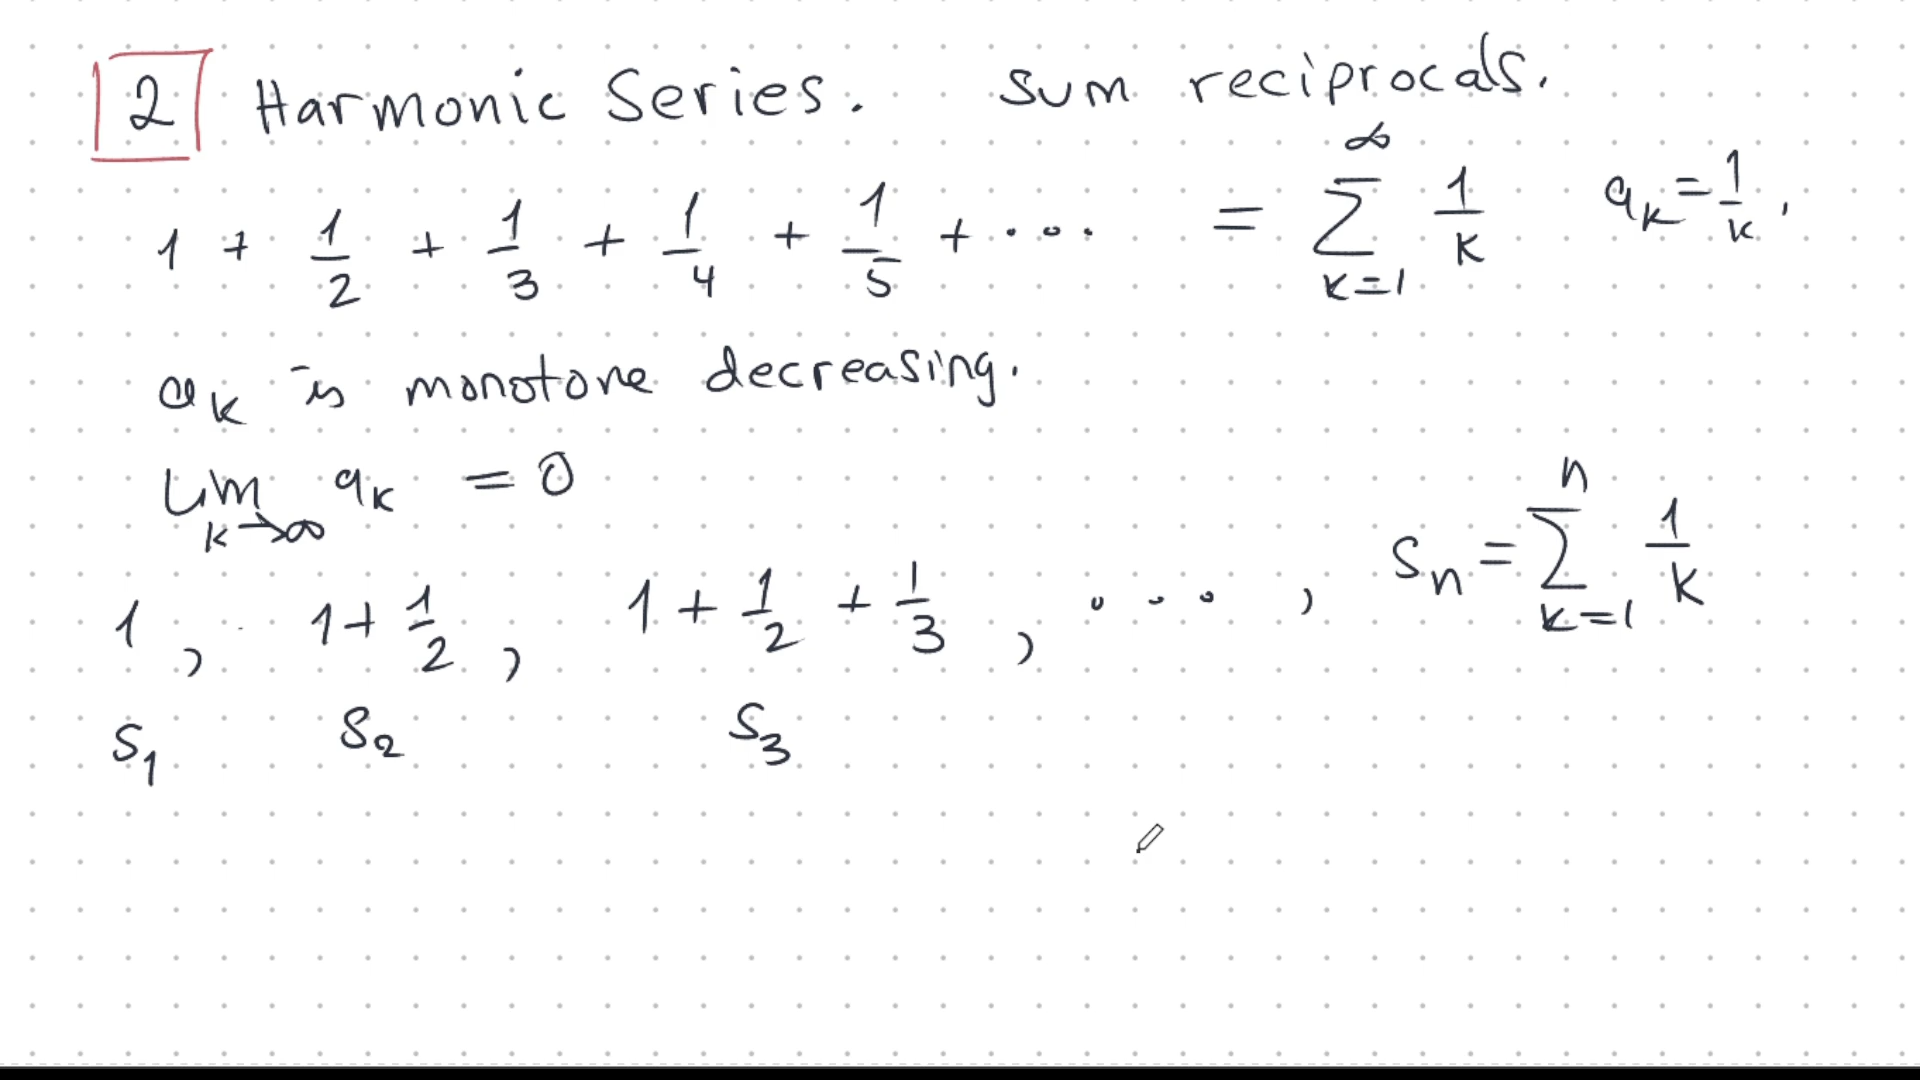 2 Harmonic Series. sum reciprocals.
1 + 1/2 + 1/3 + 1/4 + 1/5 + ... = ∑_{k=1}^{∞} 1/k a_k = 1/k,
a_k is monotone decreasing.
lim_{k→∞} a_k = 0
1, 1+1/2, 1+1/2+1/3, ..., S_n = ∑_{k=1}^{n} 1/k
S_1 S_2 S_3